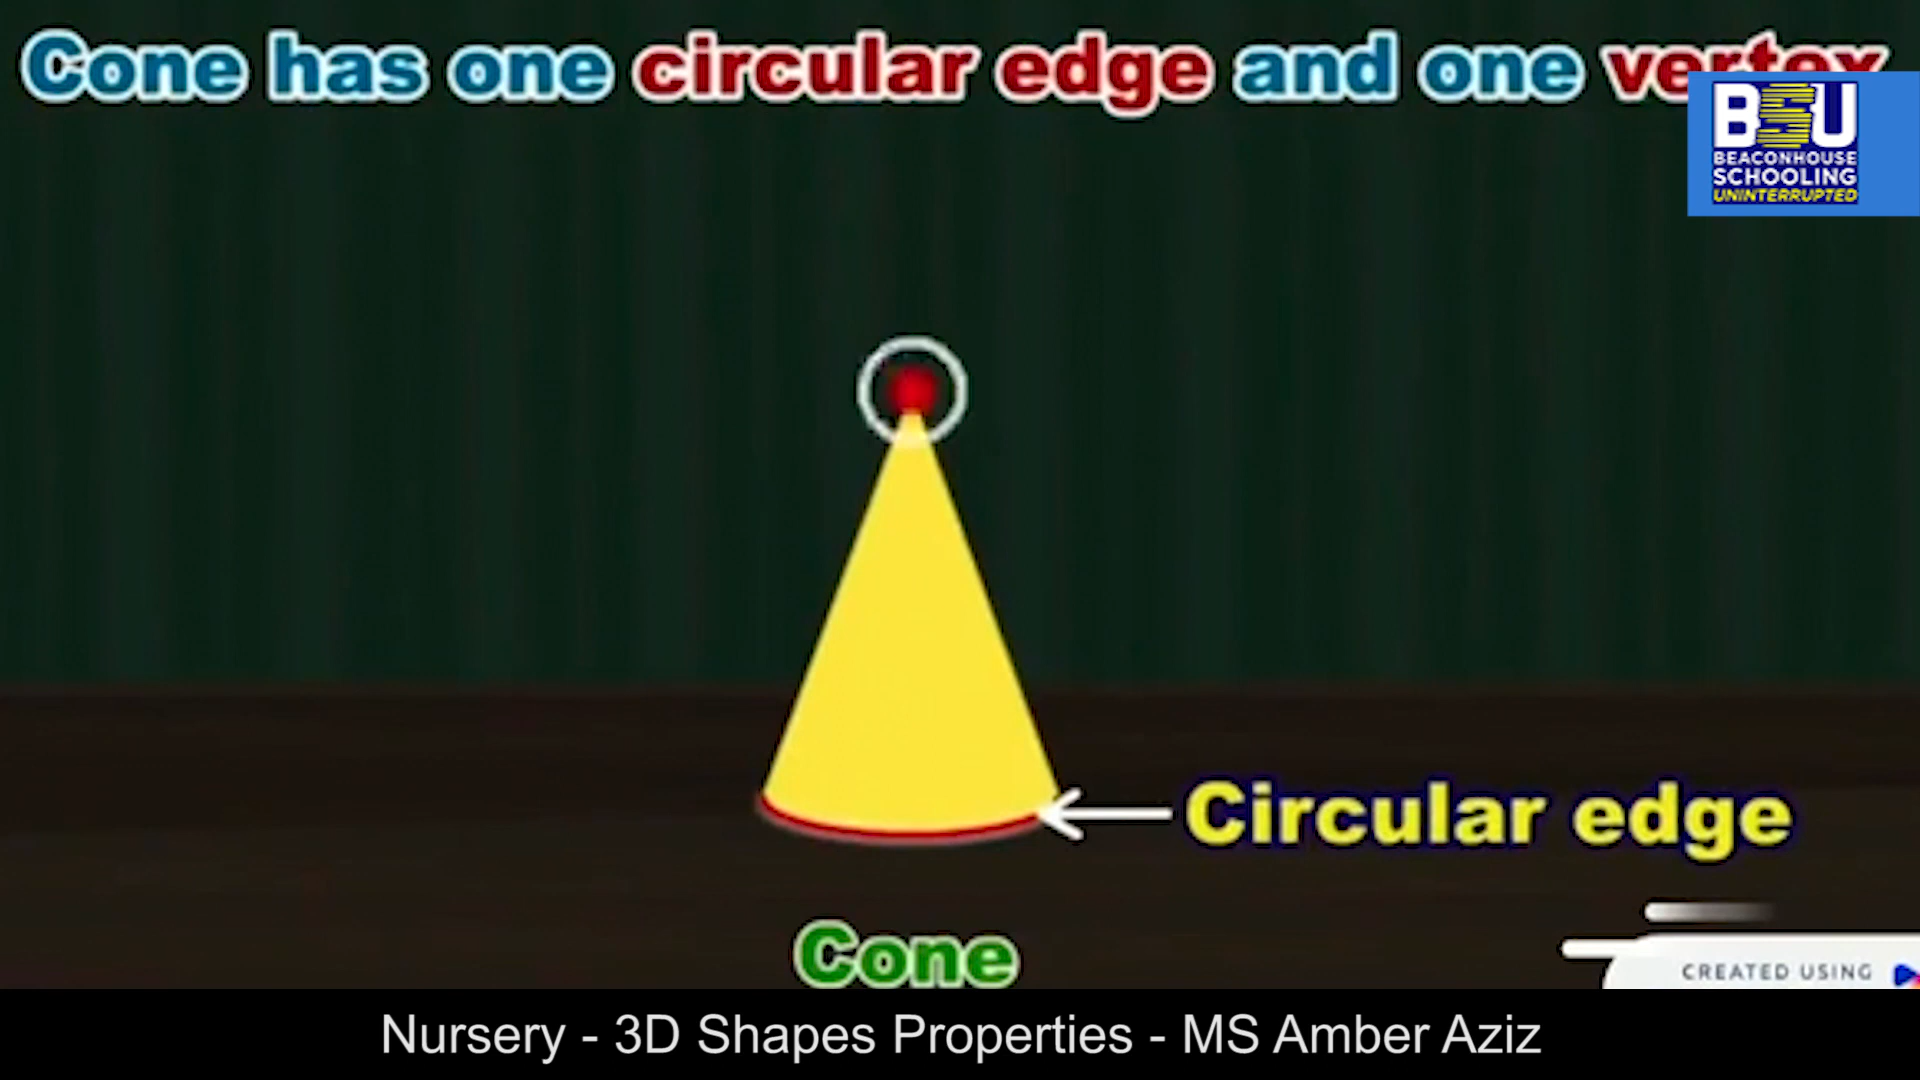 Cone has one circular edge and one vertex
BSU
BEACONHOUSE
SCHOOLING
UNINTERRUPTED
Circular edge
Cone
CREATED USING
Nursery - 3D Shapes Properties - MS Amber Aziz